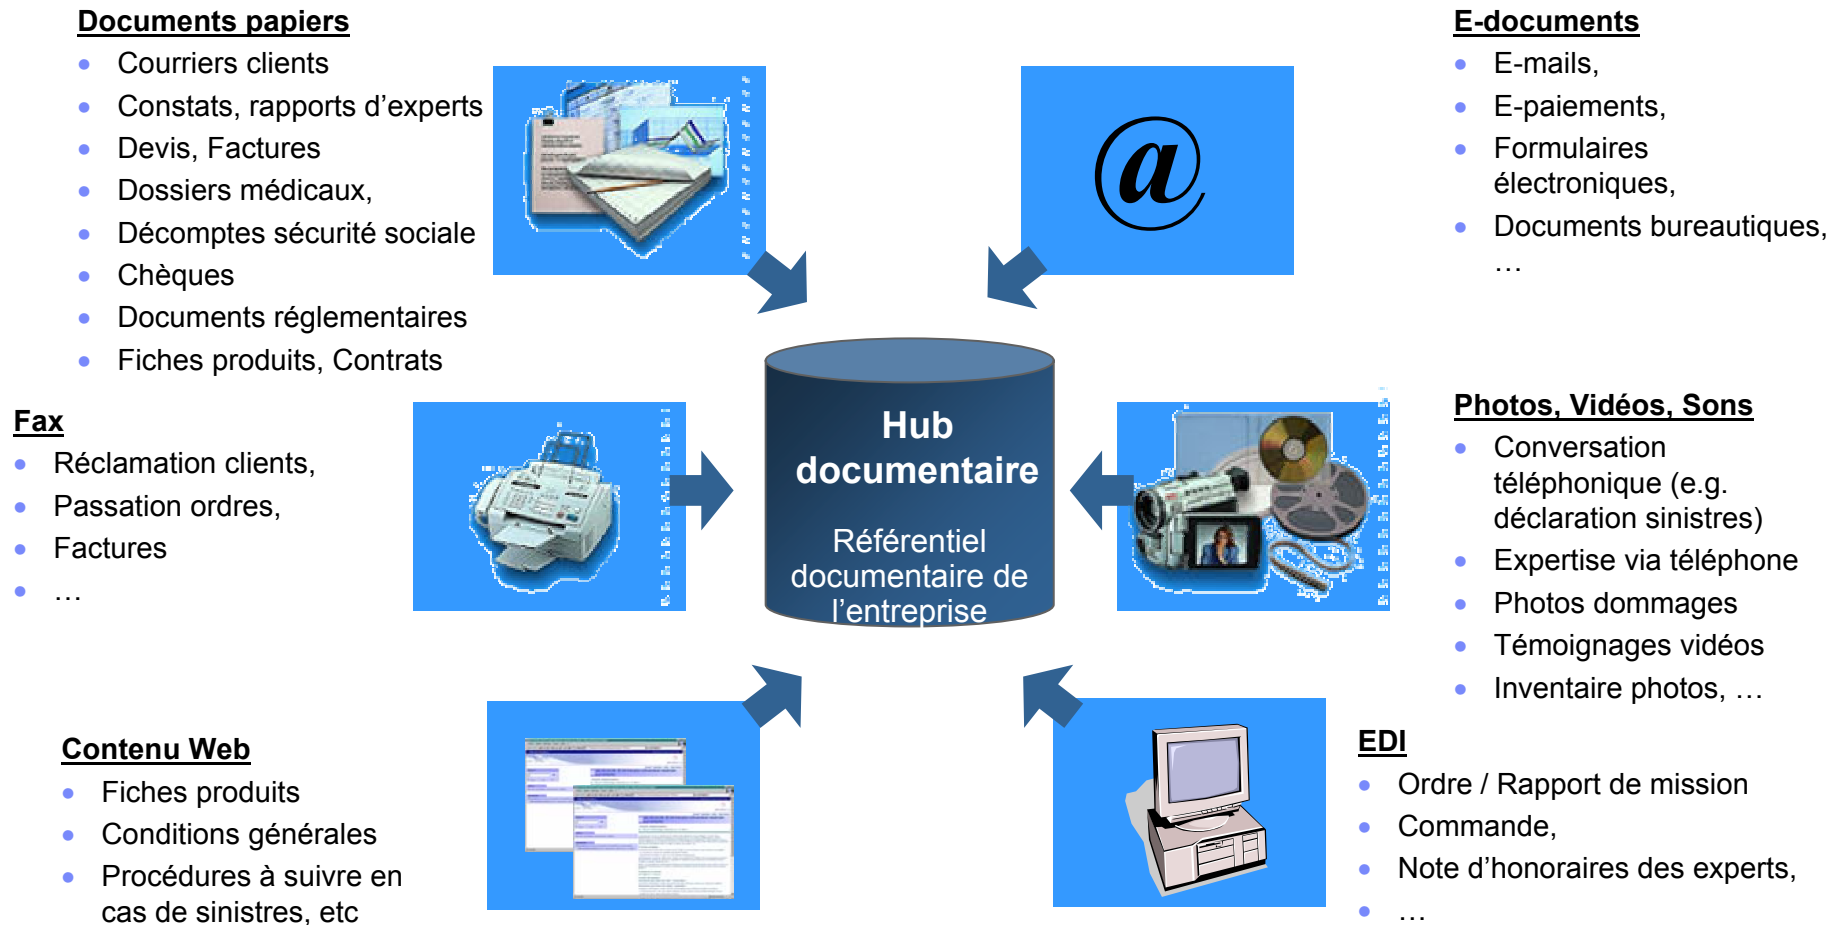 Documents papiers
• Courriers clients
• Constats, rapports d’experts
• Devis, Factures
• Dossiers médicaux,
• Décomptes sécurité sociale
• Chèques
• Documents réglementaires
• Fiches produits, Contrats
@
E-documents
• E-mails,
• E-paiements,
• Formulaires
électroniques,
• Documents bureautiques,
…
Fax
• Réclamation clients,
• Passation ordres,
• Factures
• …
Hub
documentaire
Référentiel
documentaire de
l’entreprise
Photos, Vidéos, Sons
• Conversation
téléphonique (e.g.
déclaration sinistres)
• Expertise via téléphone
• Photos dommages
• Témoignages vidéos
• Inventaire photos, …
Contenu Web
• Fiches produits
• Conditions générales
• Procédures à suivre en
cas de sinistres, etc
EDI
• Ordre / Rapport de mission
• Commande,
• Note d’honoraires des experts,
• …